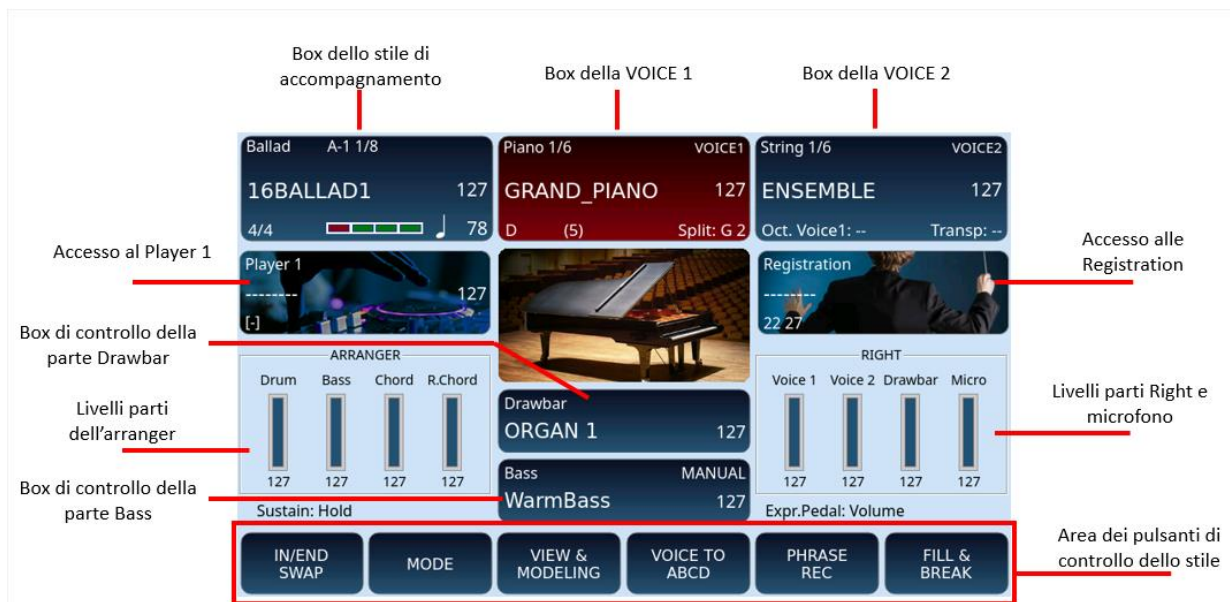 Box dello stile di
accompagnamento
Box della VOICE 1
Box della VOICE 2
Ballad A-1 1/8
16BALLAD1 127
4/4 78
Piano 1/6 VOICE1
GRAND_PIANO 127
D (5) Split: G 2
String 1/6 VOICE2
ENSEMBLE 127
Oct. Voice1: -- Transp: --
Accesso al Player 1
Player 1
-------- 127
[-]
Registration
--------
22 27
Accesso alle
Registration
Box di controllo della
parte Drawbar
ARRANGER
Drum Bass Chord R.Chord
127 127 127 127
Livelli parti
dell'arranger
Drawbar
ORGAN 1 127
RIGHT
Voice 1 Voice 2 Drawbar Micro
127 127 127 127
Livelli parti Right e
microfono
Box di controllo della
parte Bass
Bass MANUAL
WarmBass 127
Sustain: Hold
Expr.Pedal: Volume
IN/END
SWAP
MODE
VIEW &
MODELING
VOICE TO
ABCD
PHRASE
REC
FILL &
BREAK
Area dei pulsanti di
controllo dello stile